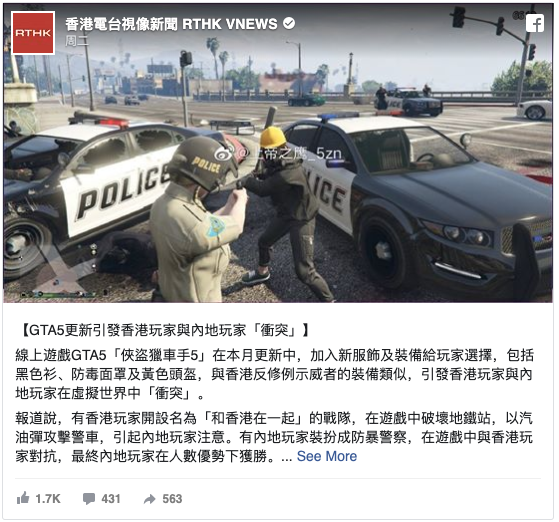 香港電台視像新聞 RTHK VNEWS
RTHK
周二
POLICE
POLICE
@上帝之鹰_5zn
LICE
【GTA5更新引發香港玩家與內地玩家「衝突」】
線上遊戲GTA5「俠盜獵車手5」在本月更新中，加入新服飾及裝備給玩家選擇，包括
黑色衫、防毒面罩及黃色頭盔，與香港反修例示威者的裝備類似，引發香港玩家與內
地玩家在虛擬世界中「衝突」。
報道說，有香港玩家開設名為「和香港在一起」的戰隊，在遊戲中破壞地鐵站，以汽
油彈攻擊警車，引起內地玩家注意。有內地玩家裝扮成防暴警察，在遊戲中與香港玩
家對抗，最終內地玩家在人數優勢下獲勝。... See More
1.7K 431 563